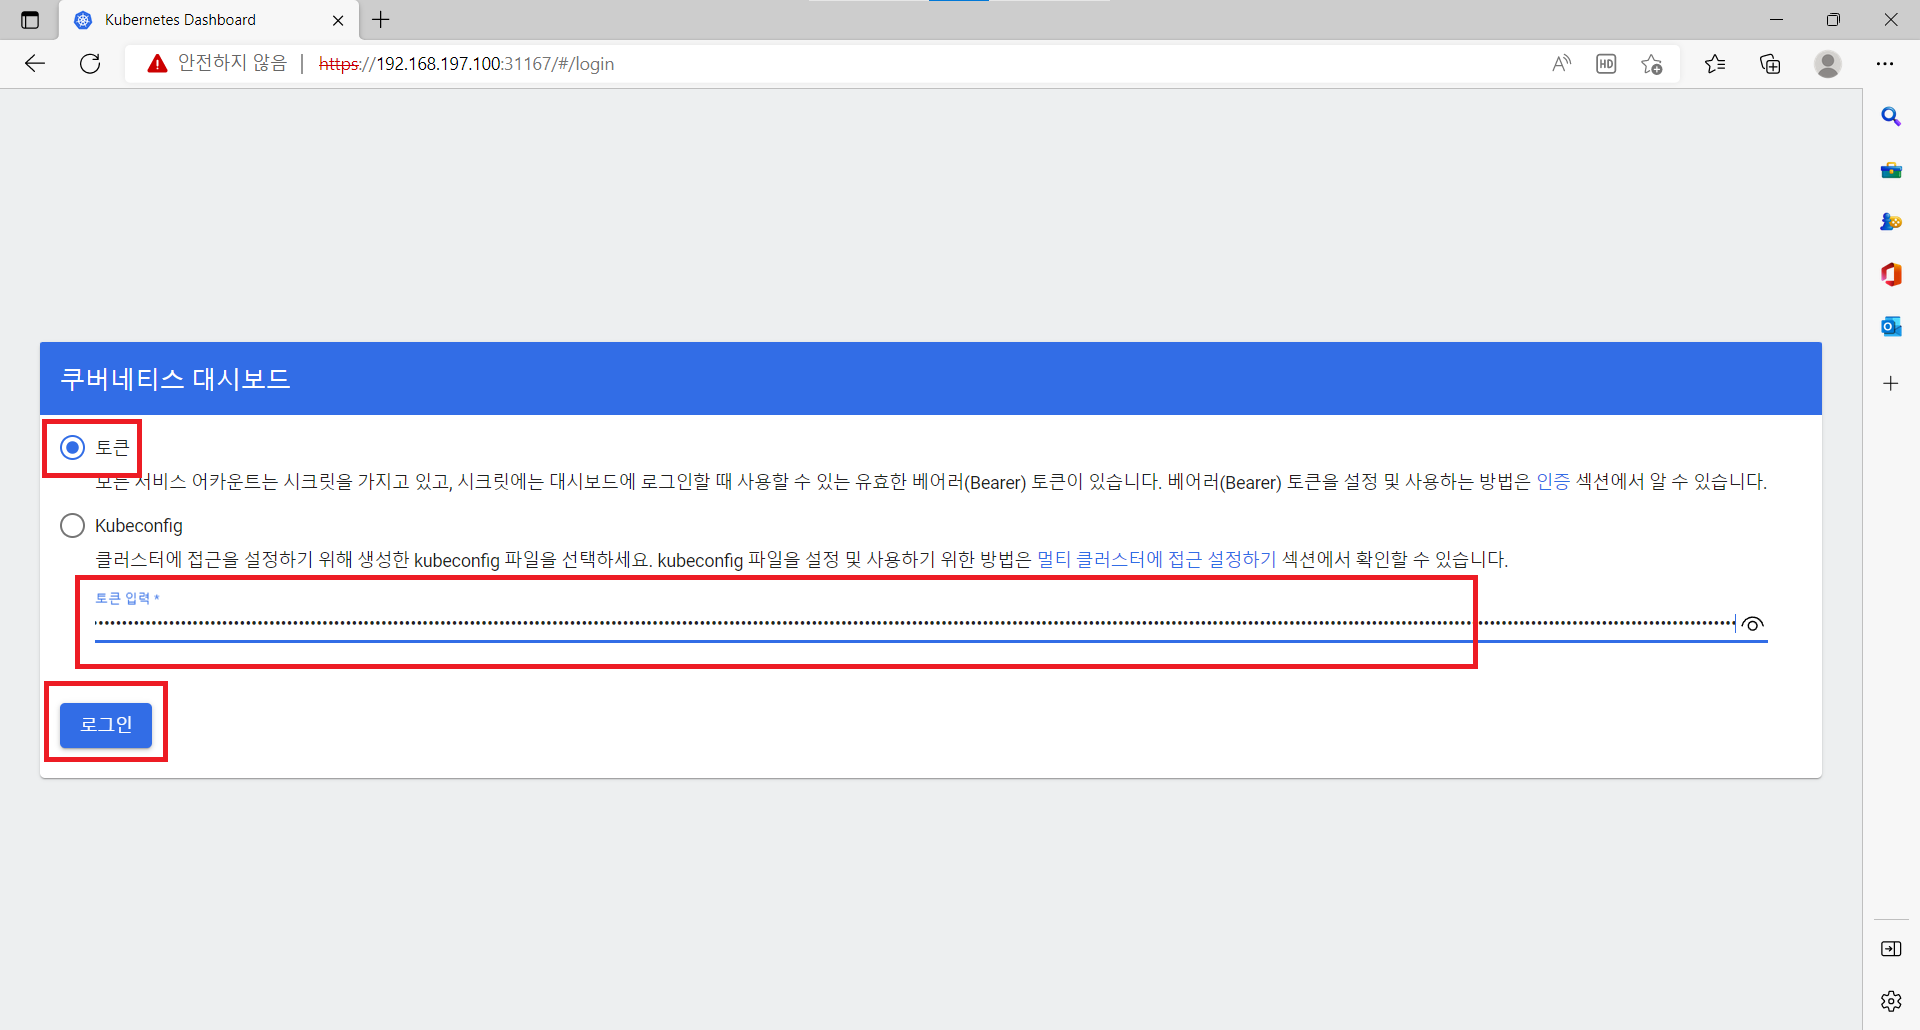 Kubernetes Dashboard
안전하지 않음 | https://192.168.197.100:31167/#/login
쿠버네티스 대시보드
토큰
모든 서비스 어카운트는 시크릿을 가지고 있고, 시크릿에는 대시보드에 로그인할 때 사용할 수 있는 유효한 베어러(Bearer) 토큰이 있습니다. 베어러(Bearer) 토큰을 설정 및 사용하는 방법은 인증 섹션에서 알 수 있습니다.
Kubeconfig
클러스터에 접근을 설정하기 위해 생성한 kubeconfig 파일을 선택하세요. kubeconfig 파일을 설정 및 사용하기 위한 방법은 멀티 클러스터에 접근 설정하기 섹션에서 확인할 수 있습니다.
토큰 입력 *
로그인